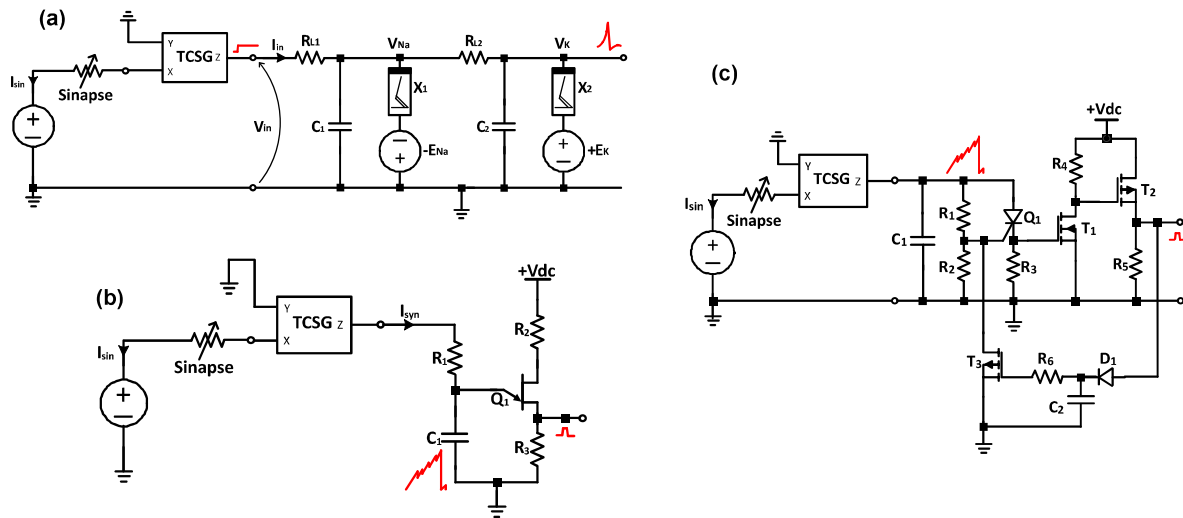 (a)
Y
TCSG
Z
X
Isin
Sinapse
Iin
RL1
VNa
RL2
VK
X1
X2
Vin
C1
C2
-ENa
+EK
(b)
Y
TCSG
Z
X
Isin
Sinapse
Isyn
+Vdc
R2
R1
Q1
C1
R3
(c)
+Vdc
Y
TCSG
Z
X
Isin
Sinapse
R4
T2
R1
Q1
T1
C1
R2
R3
R5
T3
R6
D1
C2